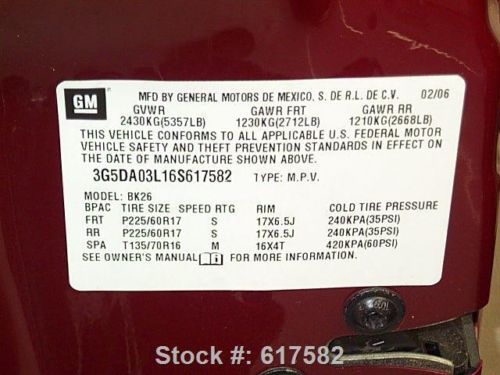 GM
MFD BY GENERAL MOTORS DE MEXICO, S. DE R.L. DE C.V. 02/06
GVWR GAWR FRT GAWR RR
2430KG(5357LB) 1230KG(2712LB) 1210KG(2668LB)
THIS VEHICLE CONFORMS TO ALL APPLICABLE U.S. FEDERAL MOTOR
VEHICLE SAFETY AND THEFT PREVENTION STANDARDS IN EFFECT ON
THE DATE OF MANUFACTURE SHOWN ABOVE.
3G5DA03L16S617582 TYPE: M.P.V.
MODEL: BK26
BPAC TIRE SIZE SPEED RTG RIM COLD TIRE PRESSURE
FRT P225/60R17 S 17X6.5J 240KPA(35PSI)
RR P225/60R17 S 17X6.5J 240KPA(35PSI)
SPA T135/70R16 M 16X4T 420KPA(60PSI)
SEE OWNER'S MANUAL FOR MORE INFORMATION.
Stock #: 617582